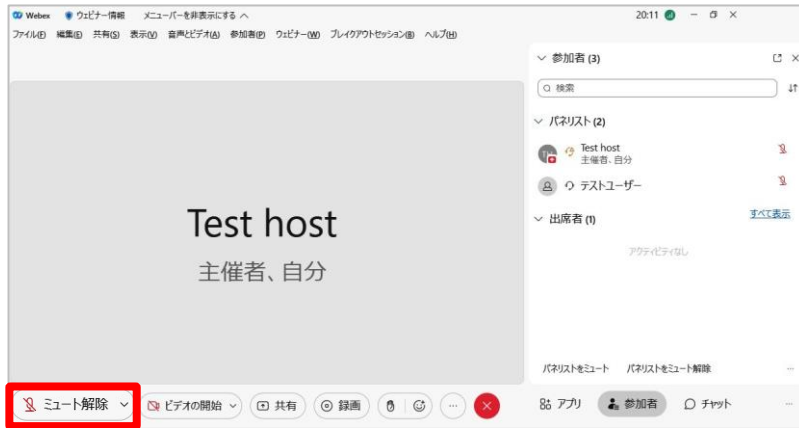 Webex ウェビナー情報 メニューバーを非表示にする 20:11
ファイル(F) 編集(E) 共有(S) 表示(V) 音声とビデオ(A) 参加者(P) ウェビナー(W) ブレイクアウトセッション(B) ヘルプ(H)
参加者 (3)
検索
パネリスト (2)
TH Test host
主催者、自分
テストユーザー
出席者 (1) すべて表示
アクティビティなし
Test host
主催者、自分
パネリストをミュート パネリストをミュート解除
ミュート解除 ビデオの開始 共有 録画 アプリ 参加者 チャット